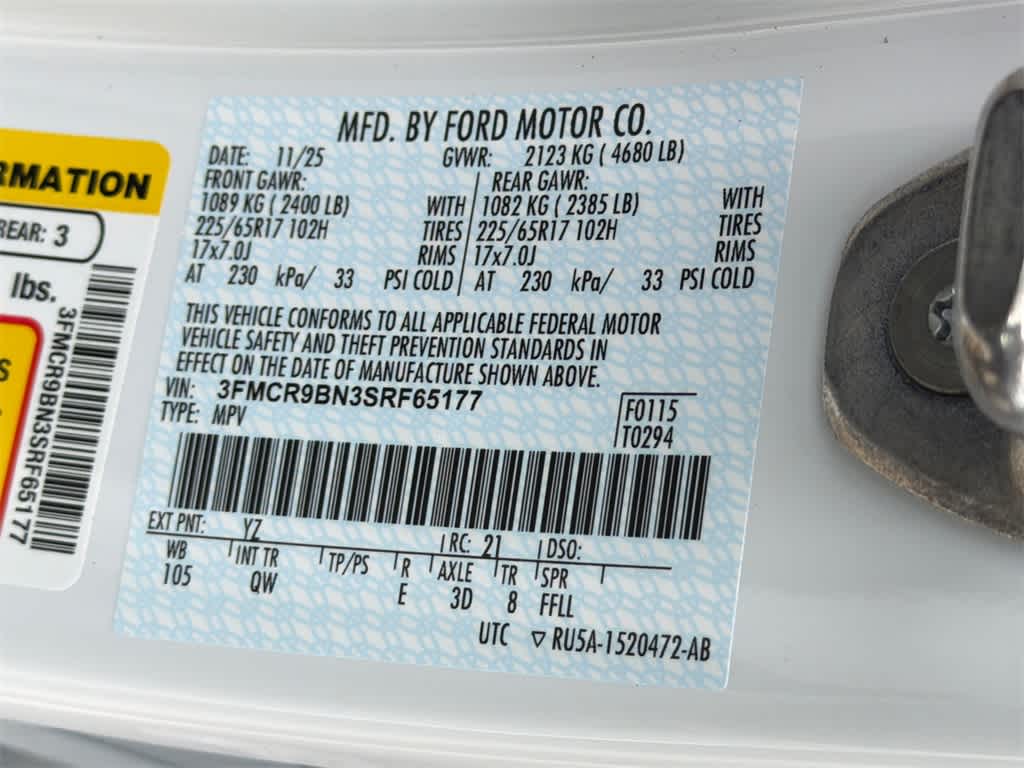 RMATION
REAR: 3
lbs.
3FMCR9BN3SRF65177
S
MFD. BY FORD MOTOR CO.
DATE: 11/25 GVWR: 2123 KG ( 4680 LB)
FRONT GAWR: REAR GAWR:
1089 KG ( 2400 LB) WITH 1082 KG ( 2385 LB) WITH
225/65R17 102H TIRES 225/65R17 102H TIRES
17x7.0J RIMS 17x7.0J RIMS
AT 230 kPa/ 33 PSI COLD AT 230 kPa/ 33 PSI COLD
THIS VEHICLE CONFORMS TO ALL APPLICABLE FEDERAL MOTOR
VEHICLE SAFETY AND THEFT PREVENTION STANDARDS IN
EFFECT ON THE DATE OF MANUFACTURE SHOWN ABOVE.
VIN: 3FMCR9BN3SRF65177
TYPE: MPV
F0115
T0294
EXT PNT: YZ RC: 21 DSO:
WB INT TR TP/PS R AXLE TR SPR
105 QW E 3D 8 FFLL
UTC ▽ RU5A-1520472-AB